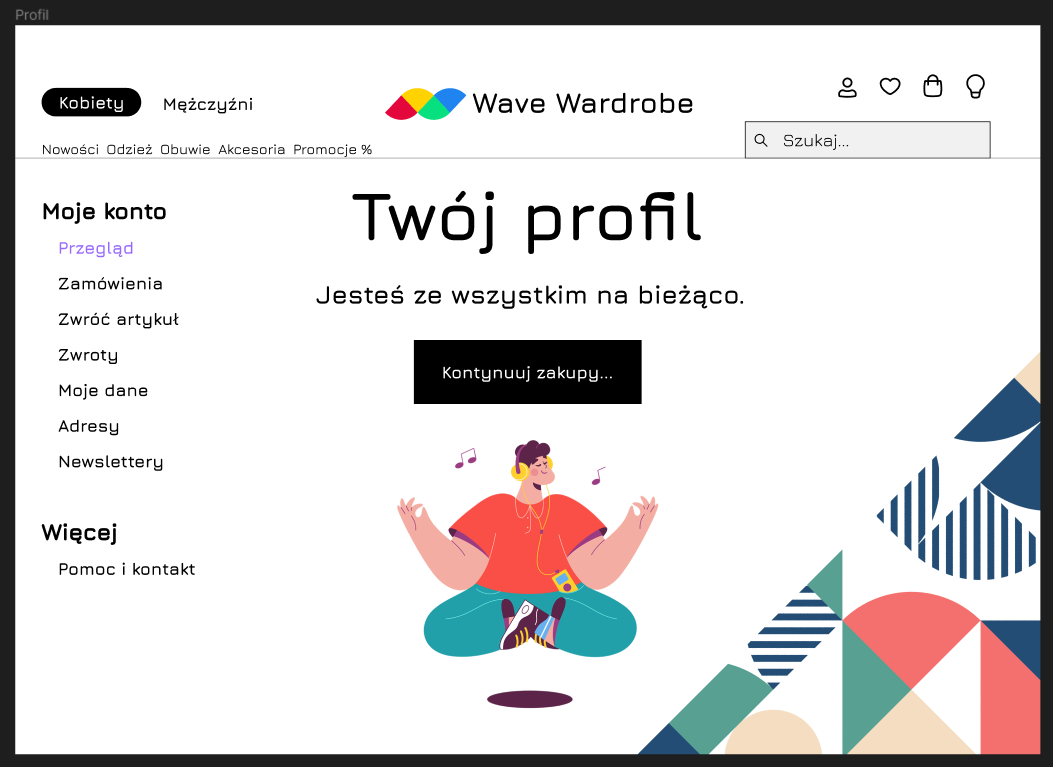 Profil
Kobiety
Mężczyźni
Wave Wardrobe
Nowości Odzież Obuwie Akcesoria Promocje %
Szukaj...
Moje konto
Przegląd
Zamówienia
Zwróć artykuł
Zwroty
Moje dane
Adresy
Newslettery
Więcej
Pomoc i kontakt
Twój profil
Jesteś ze wszystkim na bieżąco.
Kontynuuj zakupy...